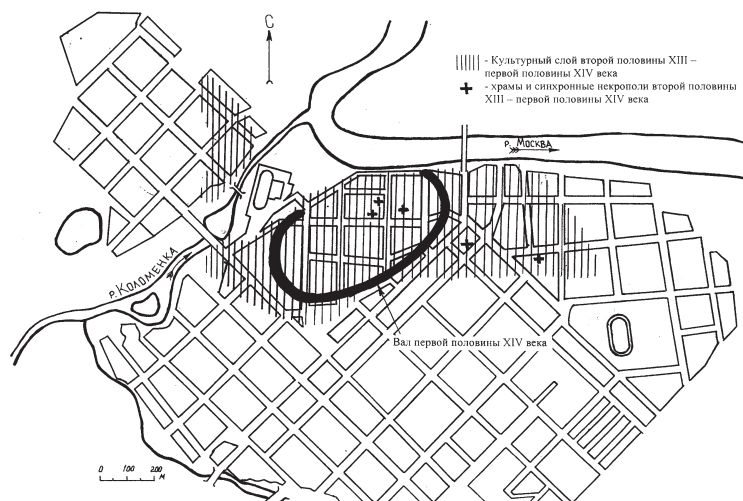 С
- Культурный слой второй половины XIII –
первой половины XIV века
- храмы и синхронные некрополи второй половины
XIII – первой половины XIV века
р. Москва
р. Коломенка
Вал первой половины XIV века
0 100 200
м